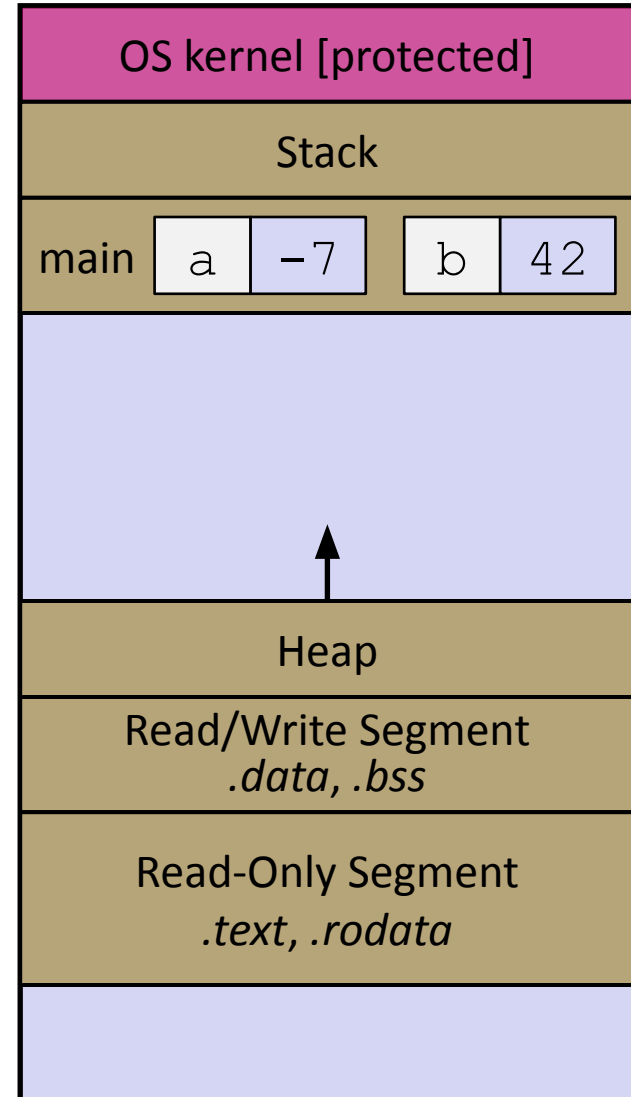 OS kernel [protected]
Stack
main a -7 b 42
Heap
Read/Write Segment
.data, .bss
Read-Only Segment
.text, .rodata